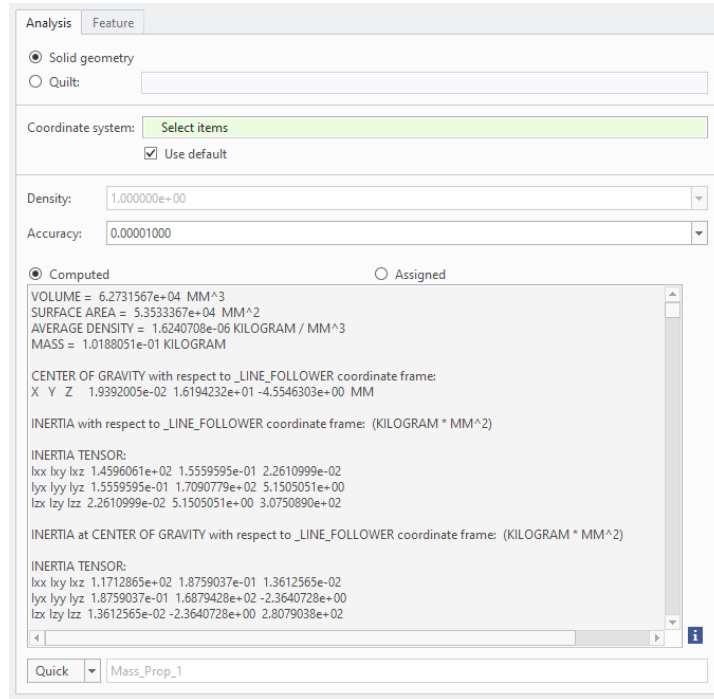 Analysis Feature
Solid geometry
Quilt:
Coordinate system: Select items
Use default
Density: 1.000000e+00
Accuracy: 0.00001000
Computed Assigned
VOLUME = 6.2731567e+04 MM^3
SURFACE AREA = 5.3533367e+04 MM^2
AVERAGE DENSITY = 1.6240708e-06 KILOGRAM / MM^3
MASS = 1.0188051e-01 KILOGRAM
CENTER OF GRAVITY with respect to _LINE_FOLLOWER coordinate frame:
X Y Z 1.9392005e-02 1.6194232e+01 -4.5546303e+00 MM
INERTIA with respect to _LINE_FOLLOWER coordinate frame: (KILOGRAM * MM^2)
INERTIA TENSOR:
Ixx Ixy Ixz 1.4596061e+02 1.5559595e-01 2.2610999e-02
Iyx Iyy Iyz 1.5559595e-01 1.7090779e+02 5.1505051e+00
Izx Izy Izz 2.2610999e-02 5.1505051e+00 3.0750890e+02
INERTIA at CENTER OF GRAVITY with respect to _LINE_FOLLOWER coordinate frame: (KILOGRAM * MM^2)
INERTIA TENSOR:
Ixx Ixy Ixz 1.1712865e+02 1.8759037e-01 1.3612565e-02
Iyx Iyy Iyz 1.8759037e-01 1.6879428e+02 -2.3640728e+00
Izx Izy Izz 1.3612565e-02 -2.3640728e+00 2.8079038e+02
Quick Mass_Prop_1